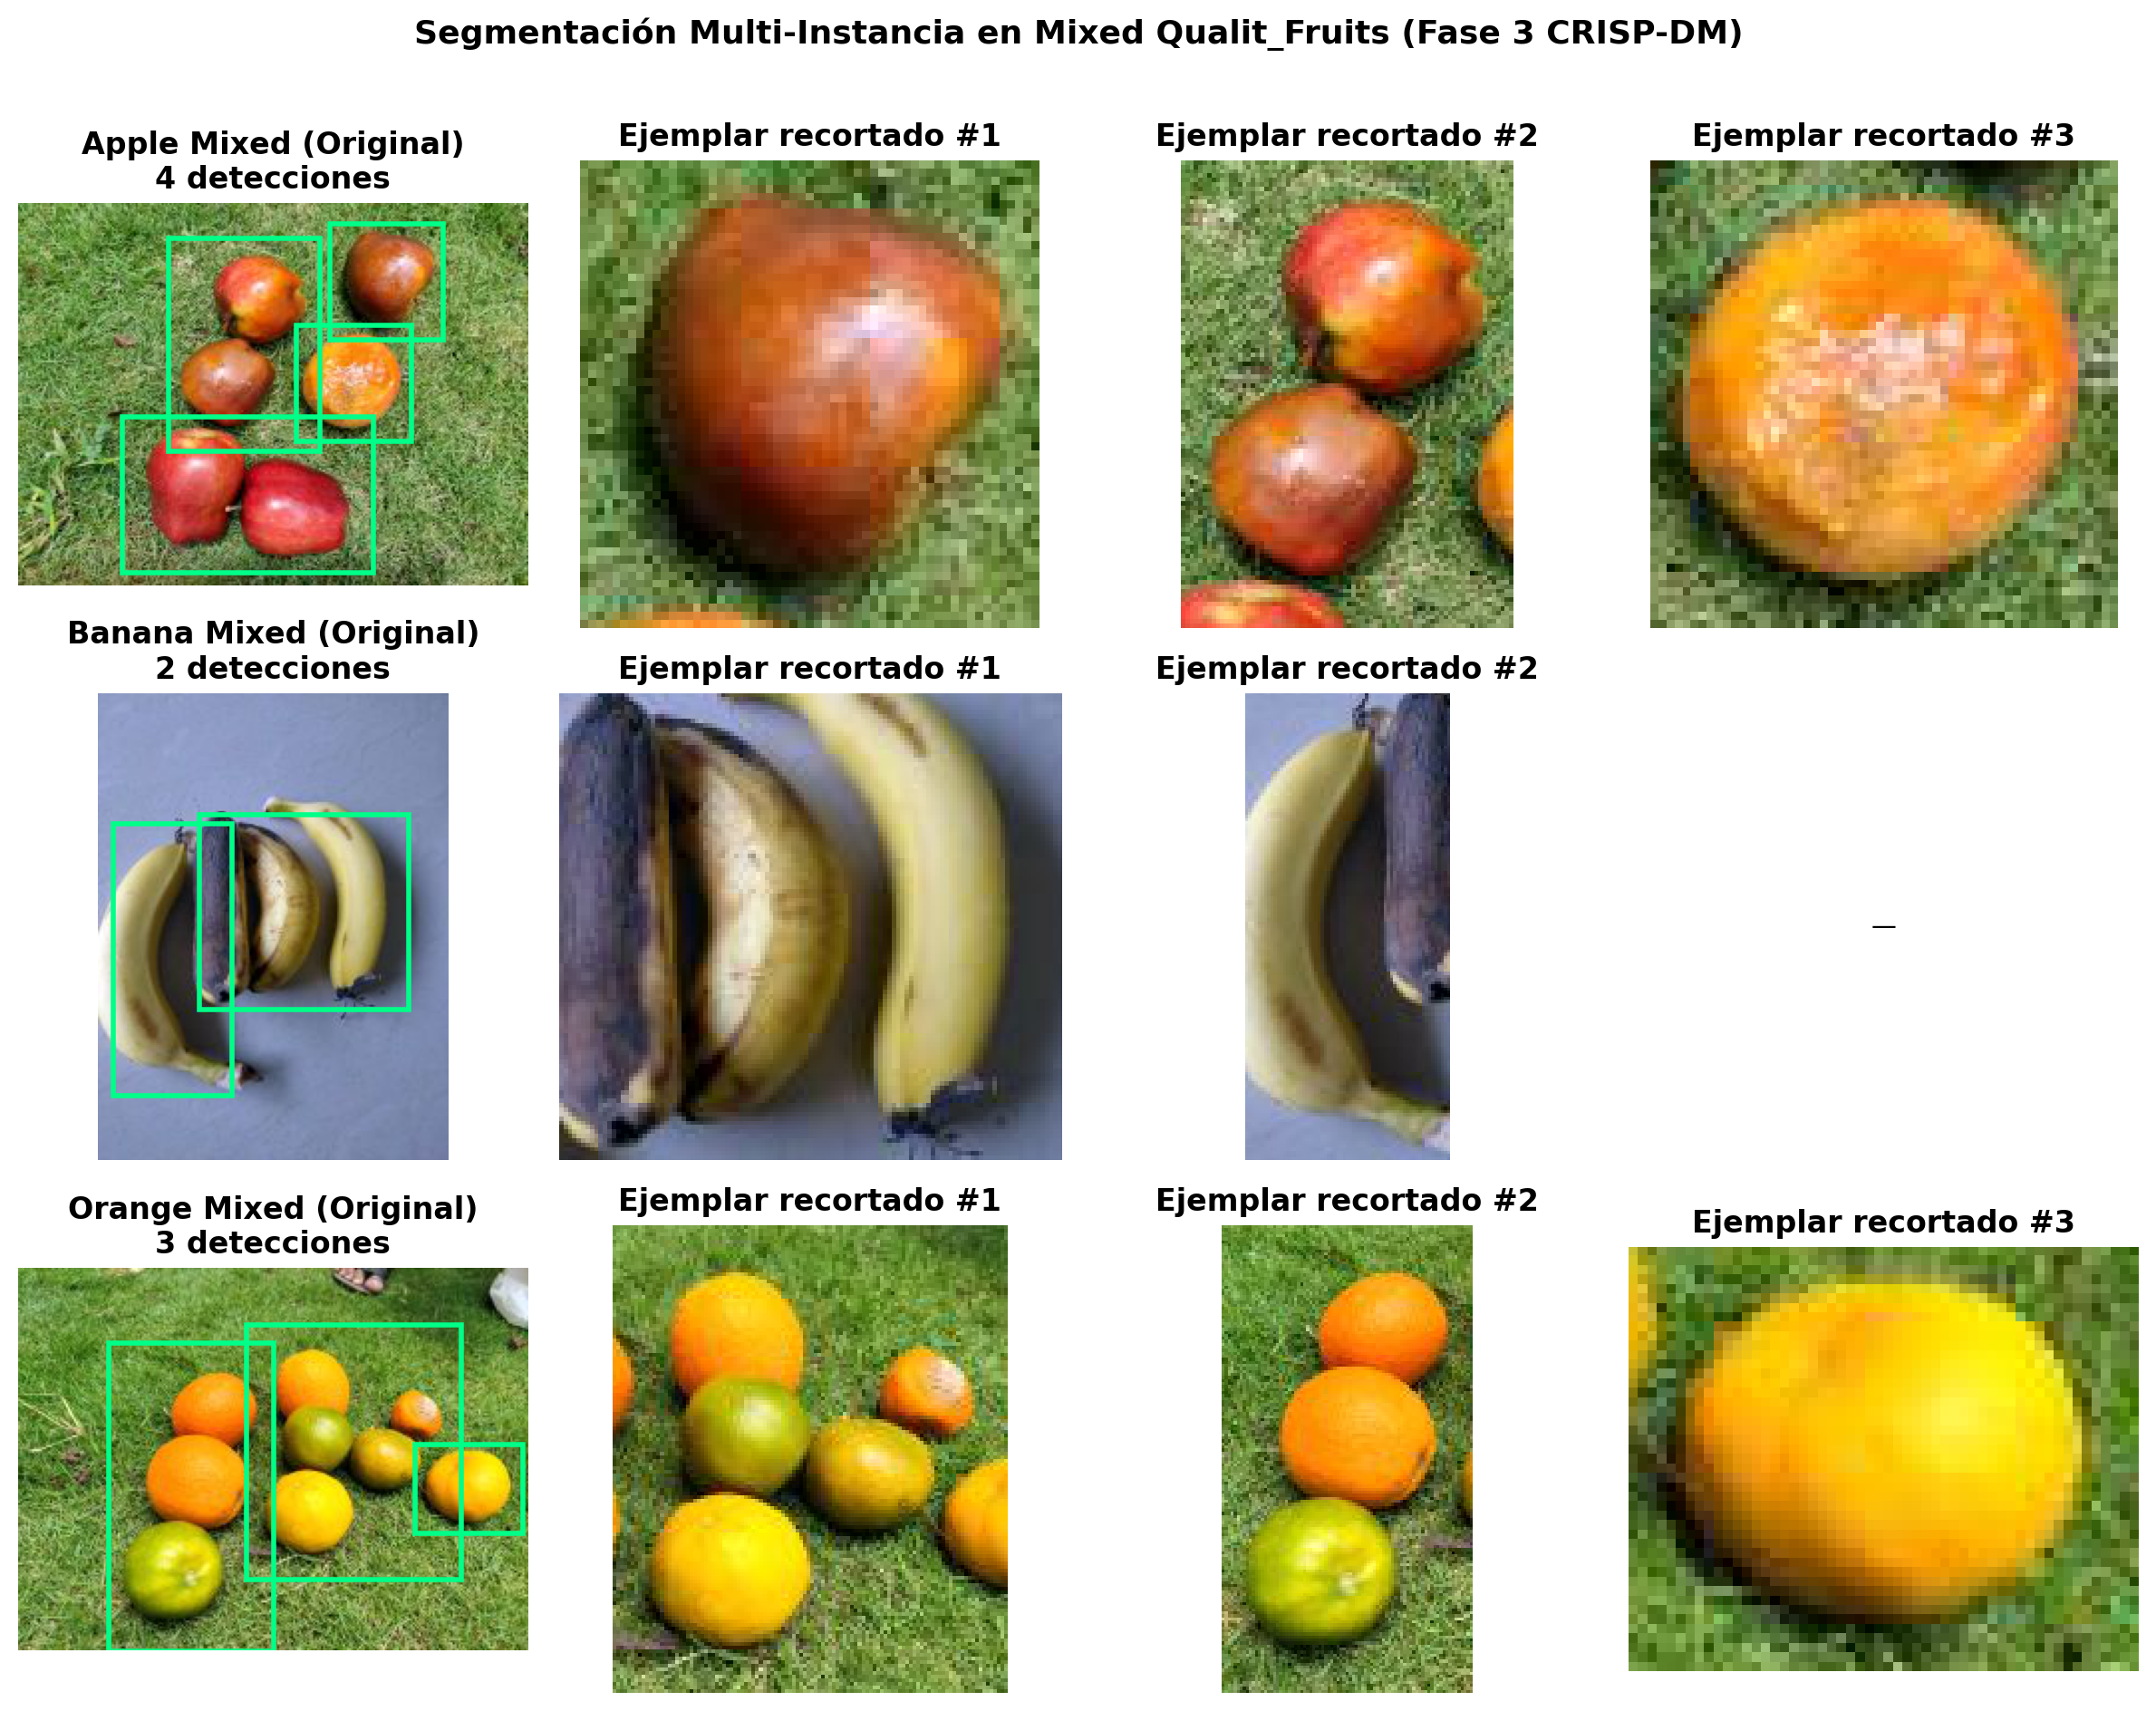 Segmentación Multi-Instancia en Mixed Qualit_Fruits (Fase 3 CRISP-DM)
Apple Mixed (Original)
4 detecciones
Ejemplar recortado #1
Ejemplar recortado #2
Ejemplar recortado #3
Banana Mixed (Original)
2 detecciones
Ejemplar recortado #1
Ejemplar recortado #2
—
Orange Mixed (Original)
3 detecciones
Ejemplar recortado #1
Ejemplar recortado #2
Ejemplar recortado #3